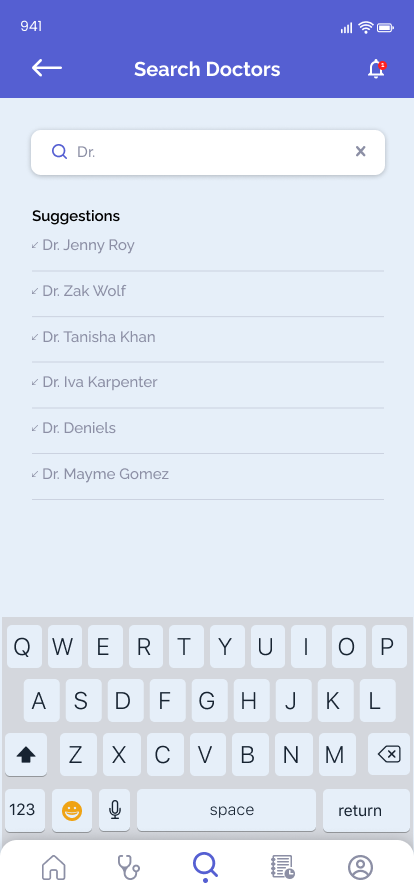 941
Search Doctors
1
Dr.
Suggestions
Dr. Jenny Roy
Dr. Zak Wolf
Dr. Tanisha Khan
Dr. Iva Karpenter
Dr. Deniels
Dr. Mayme Gomez
Q W E R T Y U I O P
A S D F G H J K L
Z X C V B N M
123 space return